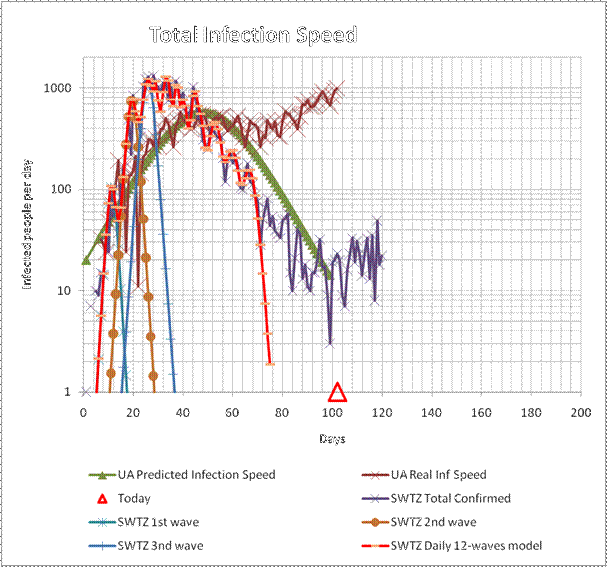 Total Infection Speed
Infected people per day
1000
100
10
1
0 20 40 60 80 100 120 140 160 180 200
Days
UA Predicted Infection Speed
UA Real Inf Speed
Today
SWTZ Total Confirmed
SWTZ 1st wave
SWTZ 2nd wave
SWTZ 3nd wave
SWTZ Daily 12-waves model